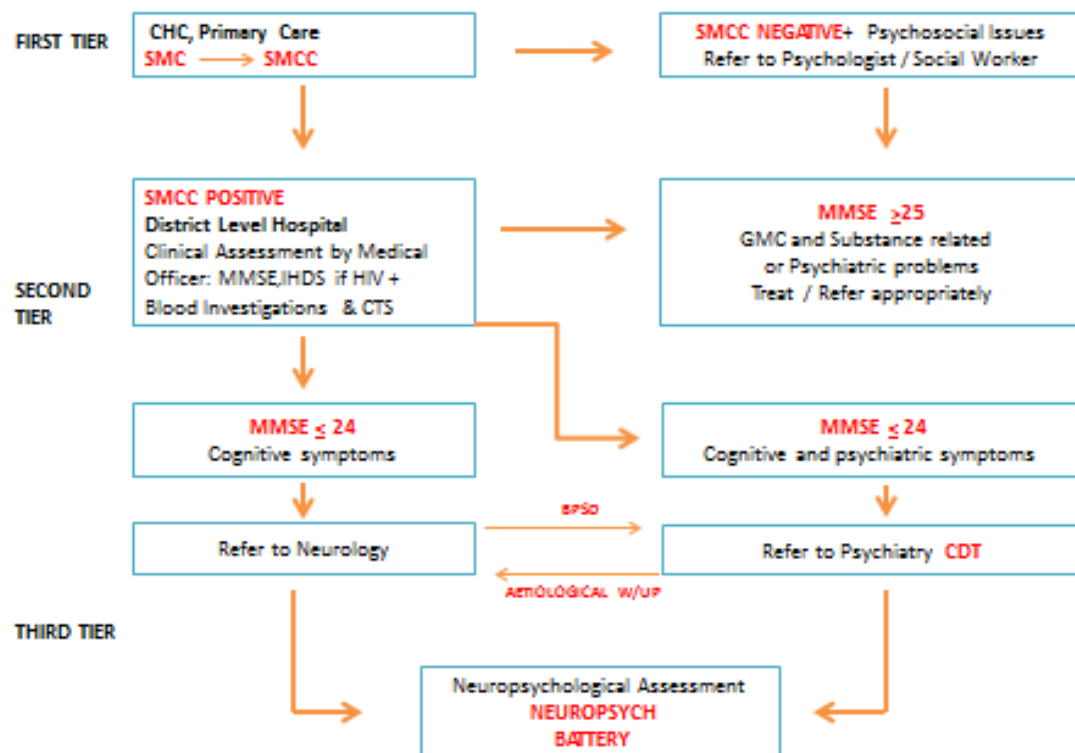 FIRST TIER
CHC, Primary Care
SMC SMCC
SMCC NEGATIVE+ Psychosocial Issues
Refer to Psychologist / Social Worker
SECOND
TIER
SMCC POSITIVE
District Level Hospital
Clinical Assessment by Medical
Officer: MMSE,IHDS if HIV +
Blood Investigations & CTS
MMSE ≥25
GMC and Substance related
or Psychiatric problems
Treat / Refer appropriately
MMSE ≤ 24
Cognitive symptoms
MMSE ≤ 24
Cognitive and psychiatric symptoms
Refer to Neurology
BPSD
AETIOLOGICAL W/UP
Refer to Psychiatry CDT
THIRD TIER
Neuropsychological Assessment
NEUROPSYCH
BATTERY